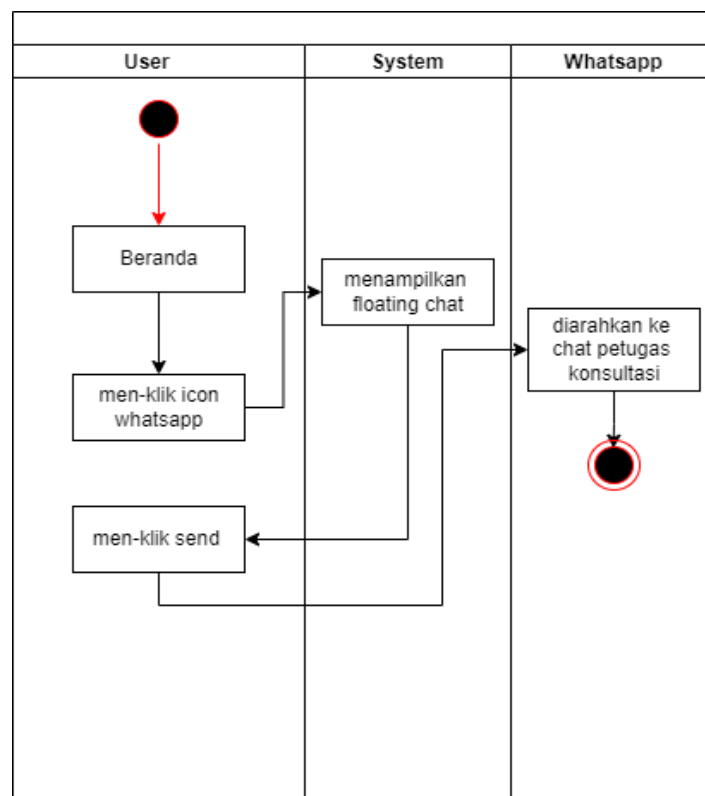 User
System
Whatsapp
Beranda
men-klik icon
whatsapp
menampilkan
floating chat
men-klik send
diarahkan ke
chat petugas
konsultasi